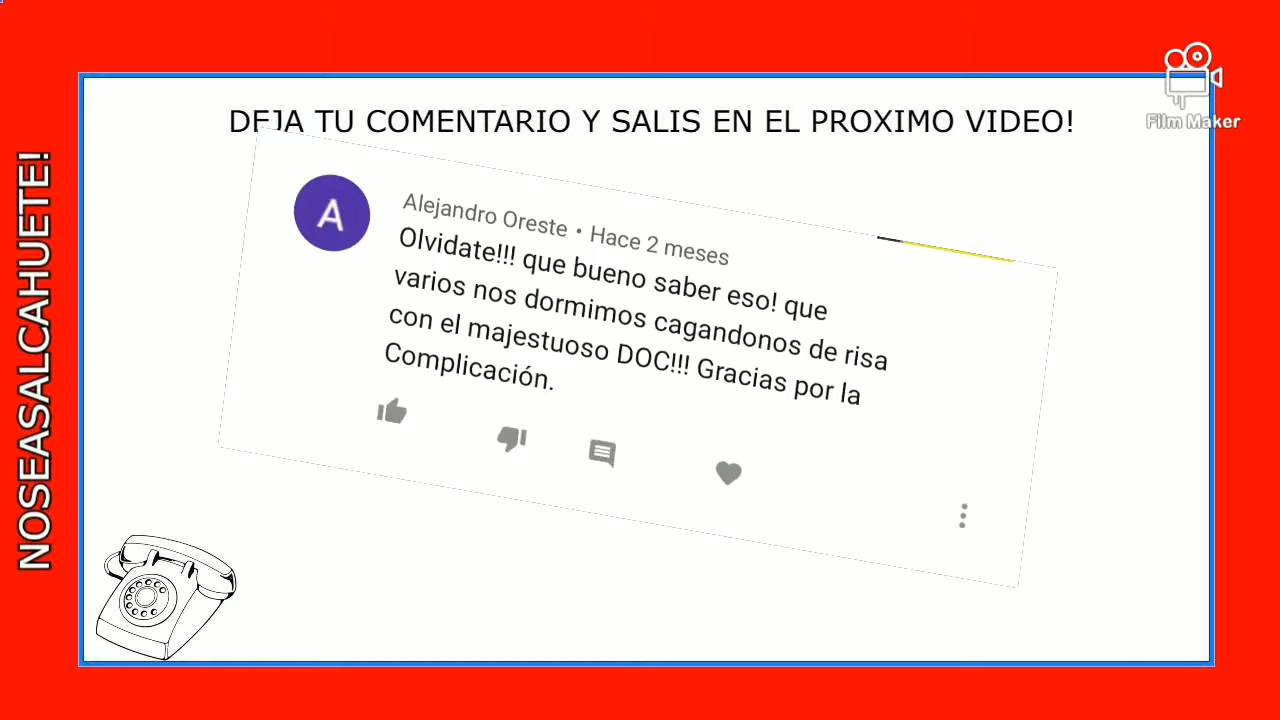 DEJA TU COMENTARIO Y SALIS EN EL PROXIMO VIDEO!
Film Maker
NOSEASALCAHUETE!
A
Alejandro Oreste • Hace 2 meses
Olvidate!!! que bueno saber eso! que
varios nos dormimos cagandonos de risa
con el majestuoso DOC!!! Gracias por la
Complicación.